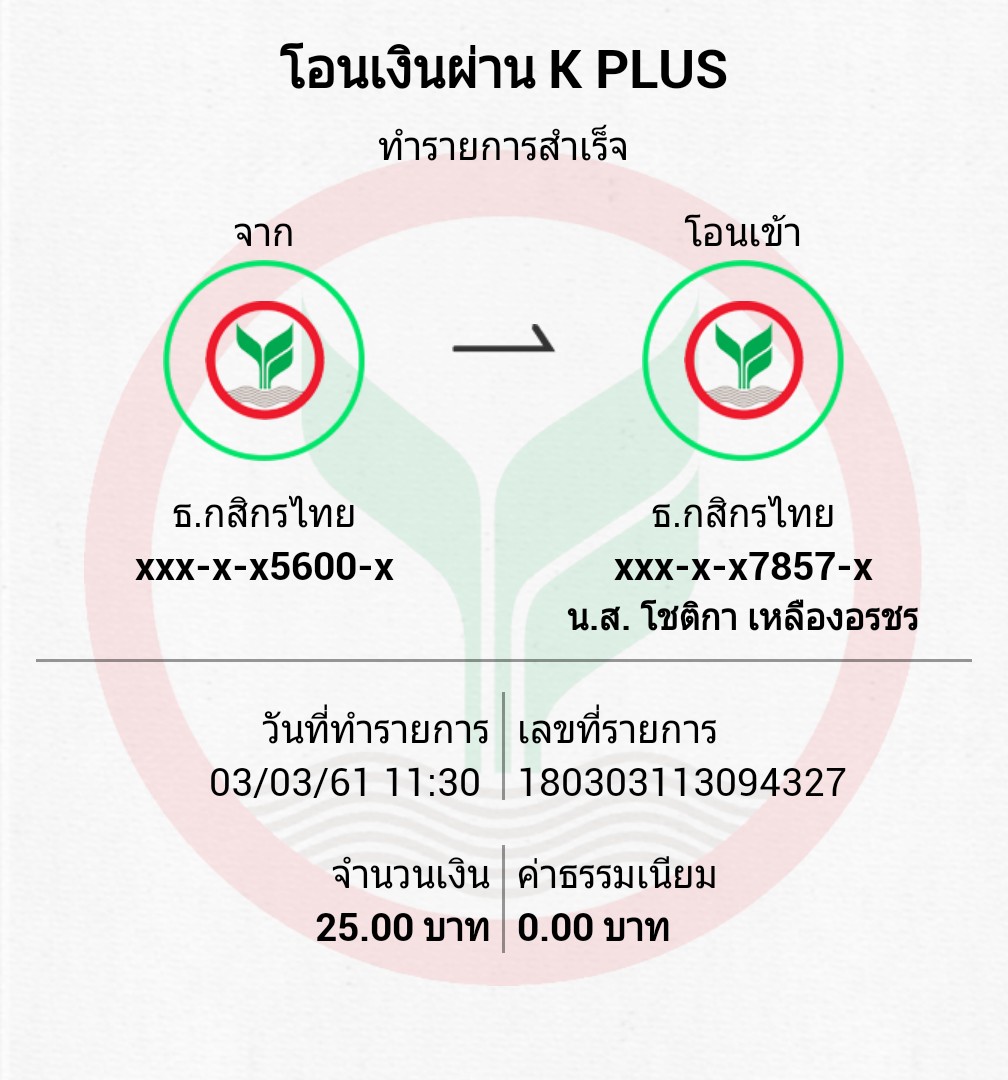 โอนเงินผ่าน K PLUS
ทำรายการสำเร็จ
จาก
โอนเข้า
ธ.กสิกรไทย
xxx-x-x5600-x
ธ.กสิกรไทย
xxx-x-x7857-x
น.ส. โชติกา เหลืองอรชร
วันที่ทำรายการ
03/03/61 11:30
เลขที่รายการ
180303113094327
จำนวนเงิน
25.00 บาท
ค่าธรรมเนียม
0.00 บาท